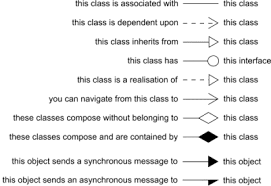 this class is associated with this class
this class is dependent upon this class
this class inherits from this class
this class has this interface
this class is a realisation of this class
you can navigate from this class to this class
these classes compose without belonging to this class
these classes compose and are contained by this class
this object sends a synchronous message to this object
this object sends an asynchronous message to this object